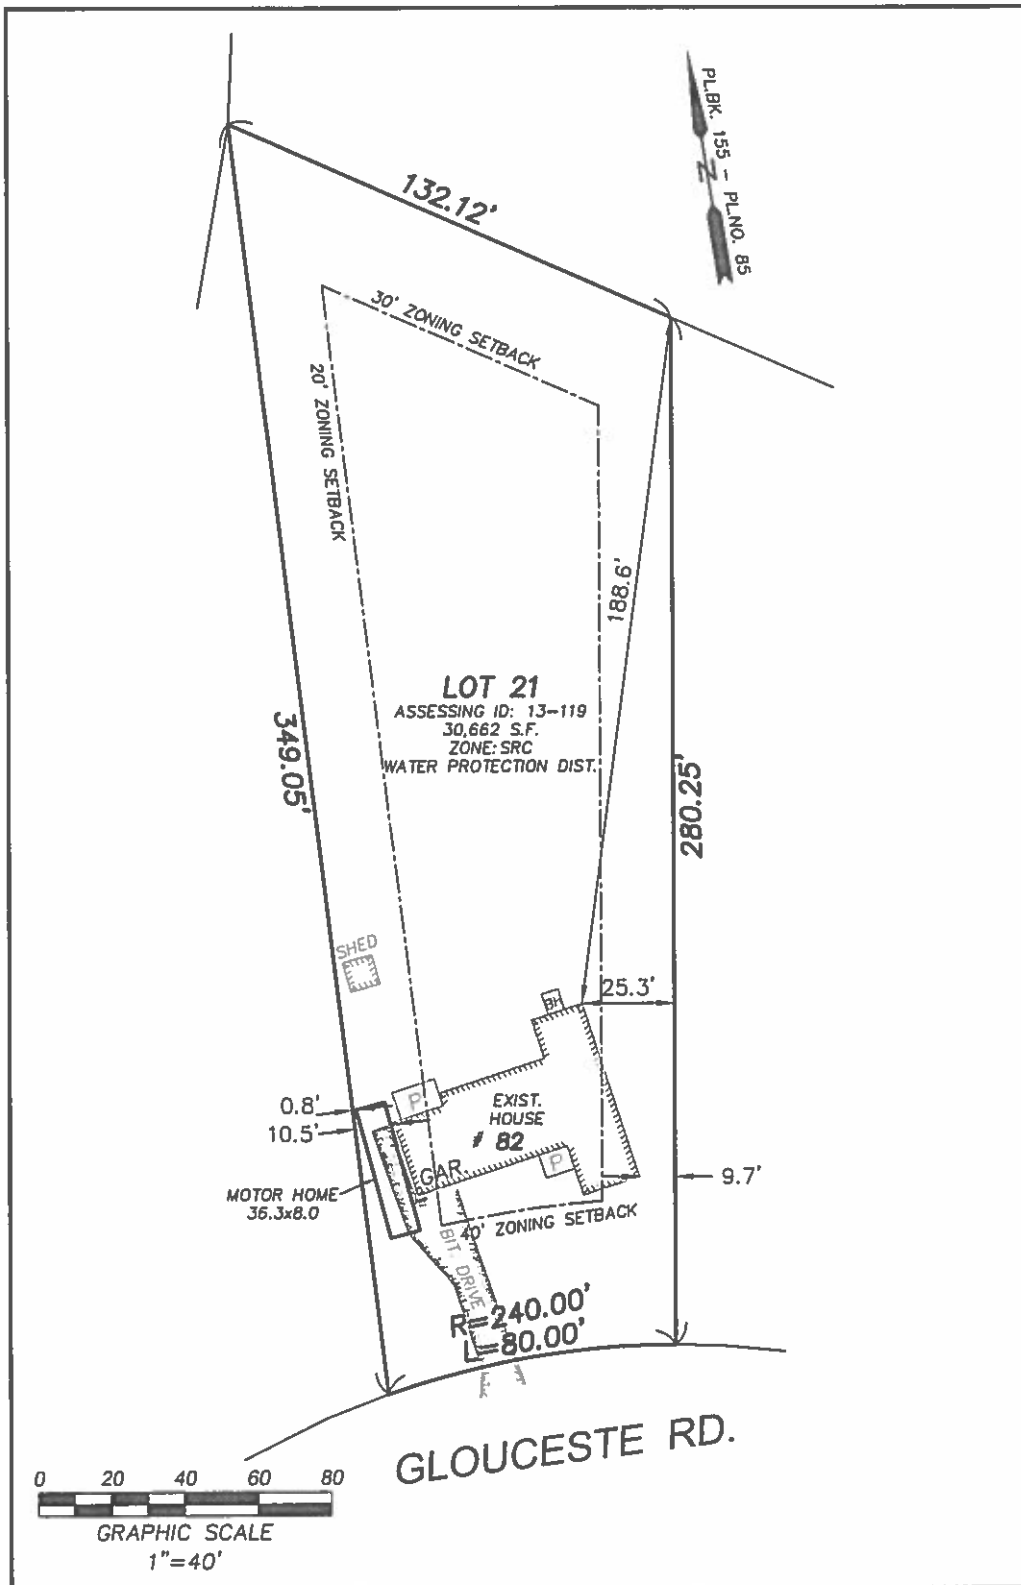 PL.BK. 155 - PL.NO. 85
N
132.12'
30' ZONING SETBACK
20' ZONING SETBACK
188.6'
LOT 21
ASSESSING ID: 13-119
30,662 S.F.
ZONE: SRC
WATER PROTECTION DIST.
349.05'
280.25'
SHED
BH
25.3'
P
0.8'
10.5'
EXIST.
HOUSE
# 82
P
GAR.
9.7'
MOTOR HOME
36.3x8.0
40' ZONING SETBACK
BIT. DRIVE
R=240.00'
L=80.00'
GLOUCESTE RD.
0 20 40 60 80
GRAPHIC SCALE
1"=40'